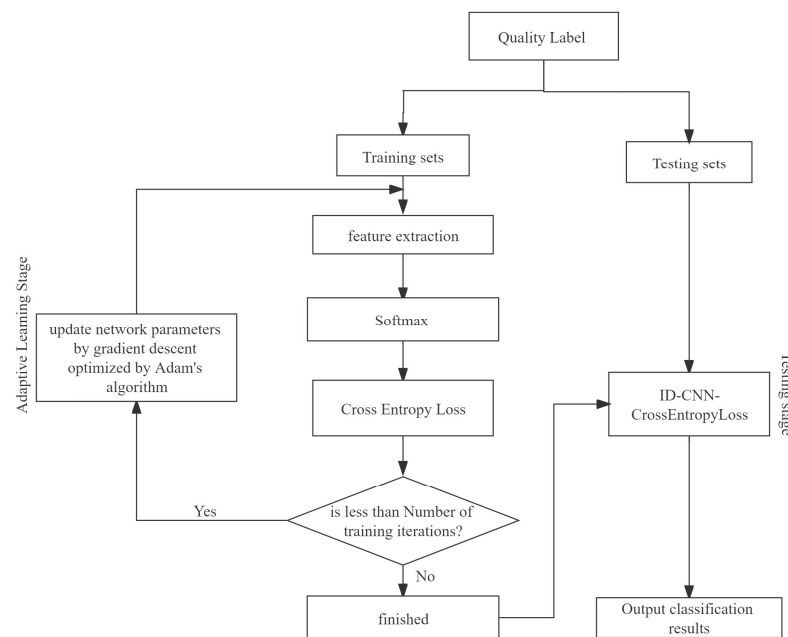 Quality Label
Training sets
Testing sets
feature extraction
Softmax
Adaptive Learning Stage
update network parameters
by gradient descent
optimized by Adam's
algorithm
Cross Entropy Loss
ID-CNN-
CrossEntropyLoss
Testing stage
Yes
is less than Number of
training iterations?
No
finished
Output classification
results